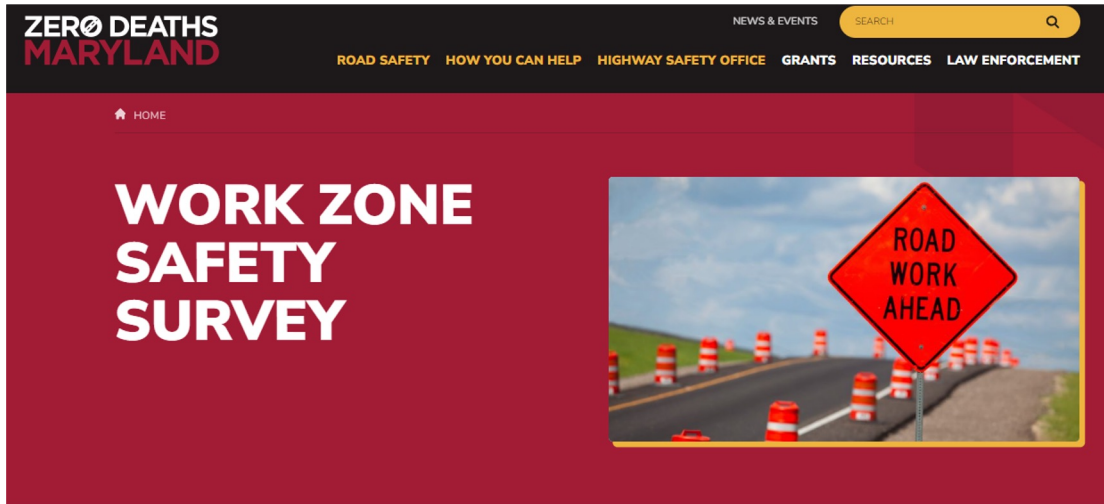 ZERØ DEATHS
MARYLAND
NEWS & EVENTS
SEARCH
ROAD SAFETY HOW YOU CAN HELP HIGHWAY SAFETY OFFICE GRANTS RESOURCES LAW ENFORCEMENT
HOME
WORK ZONE
SAFETY
SURVEY
ROAD
WORK
AHEAD